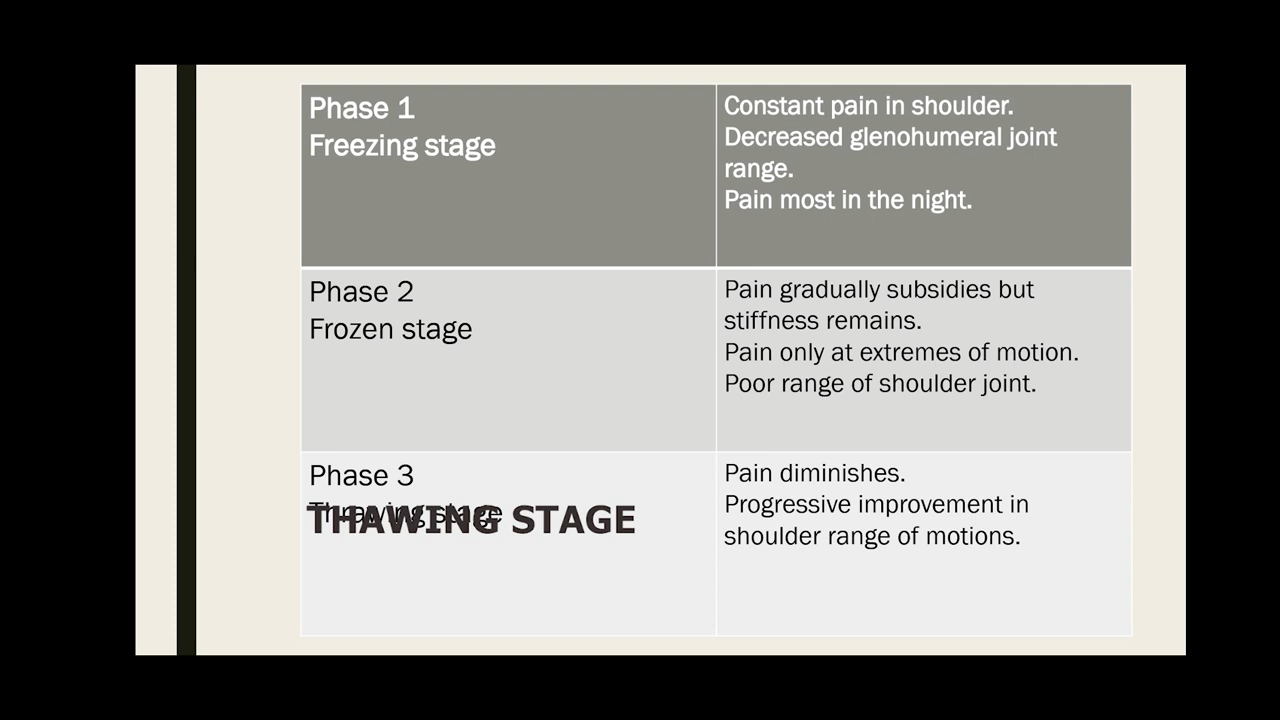 Phase 1
Freezing stage
Constant pain in shoulder.
Decreased glenohumeral joint
range.
Pain most in the night.
Phase 2
Frozen stage
Pain gradually subsidies but
stiffness remains.
Pain only at extremes of motion.
Poor range of shoulder joint.
Phase 3
THAWING STAGE
Pain diminishes.
Progressive improvement in
shoulder range of motions.